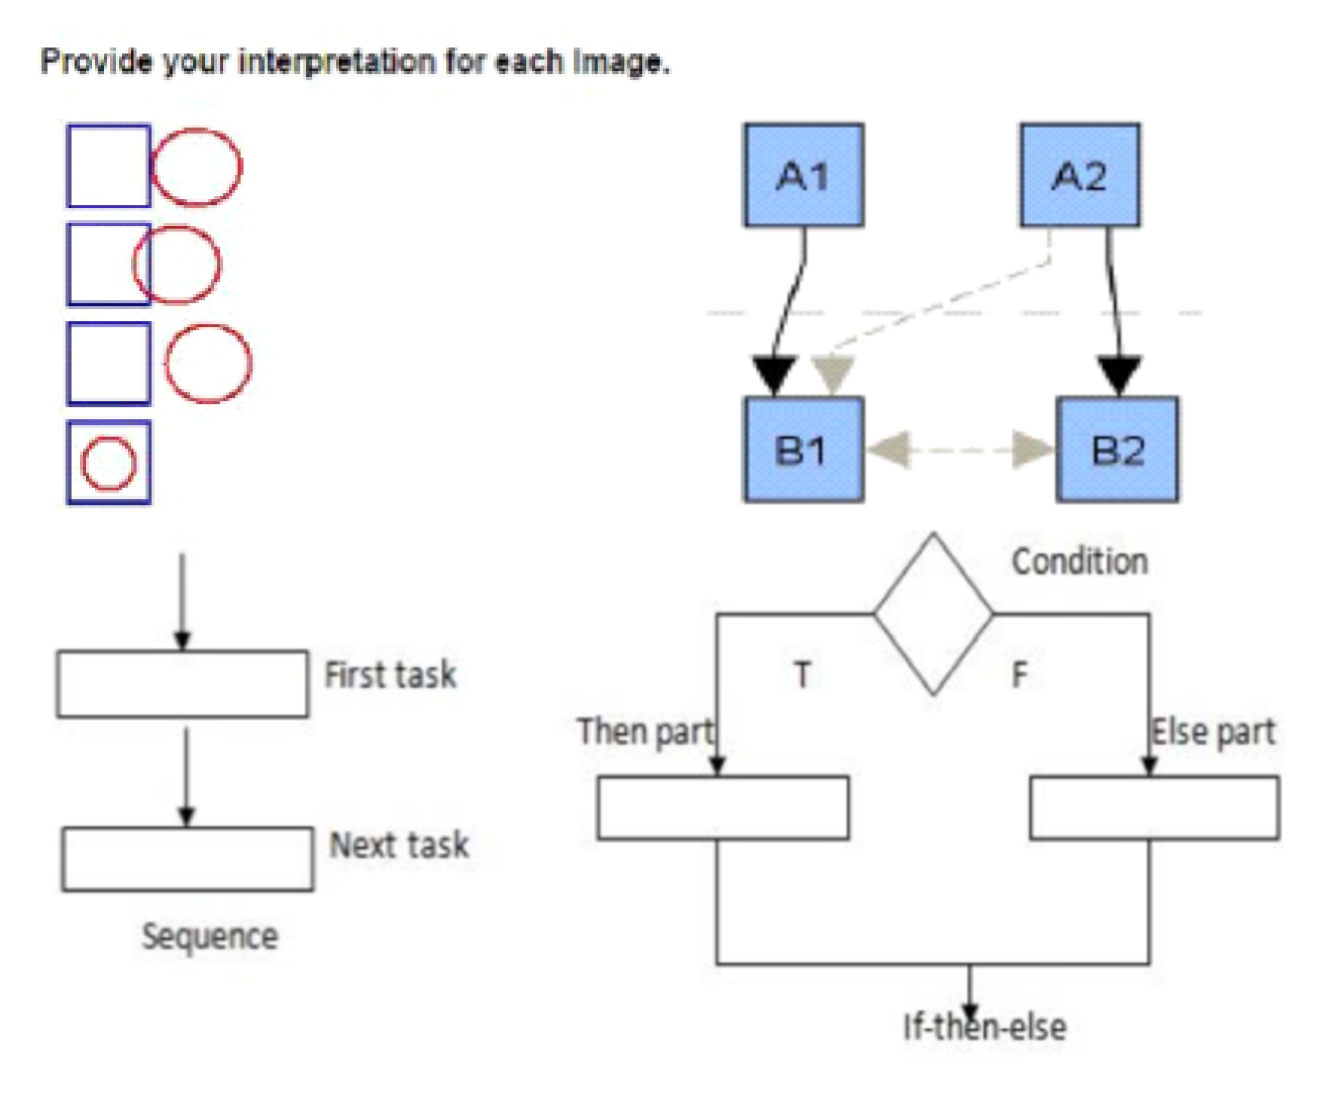 Provide your interpretation for each Image.
A1
A2
B1
B2
Condition
First task
T
F
Then part
Else part
Next task
Sequence
If-then-else